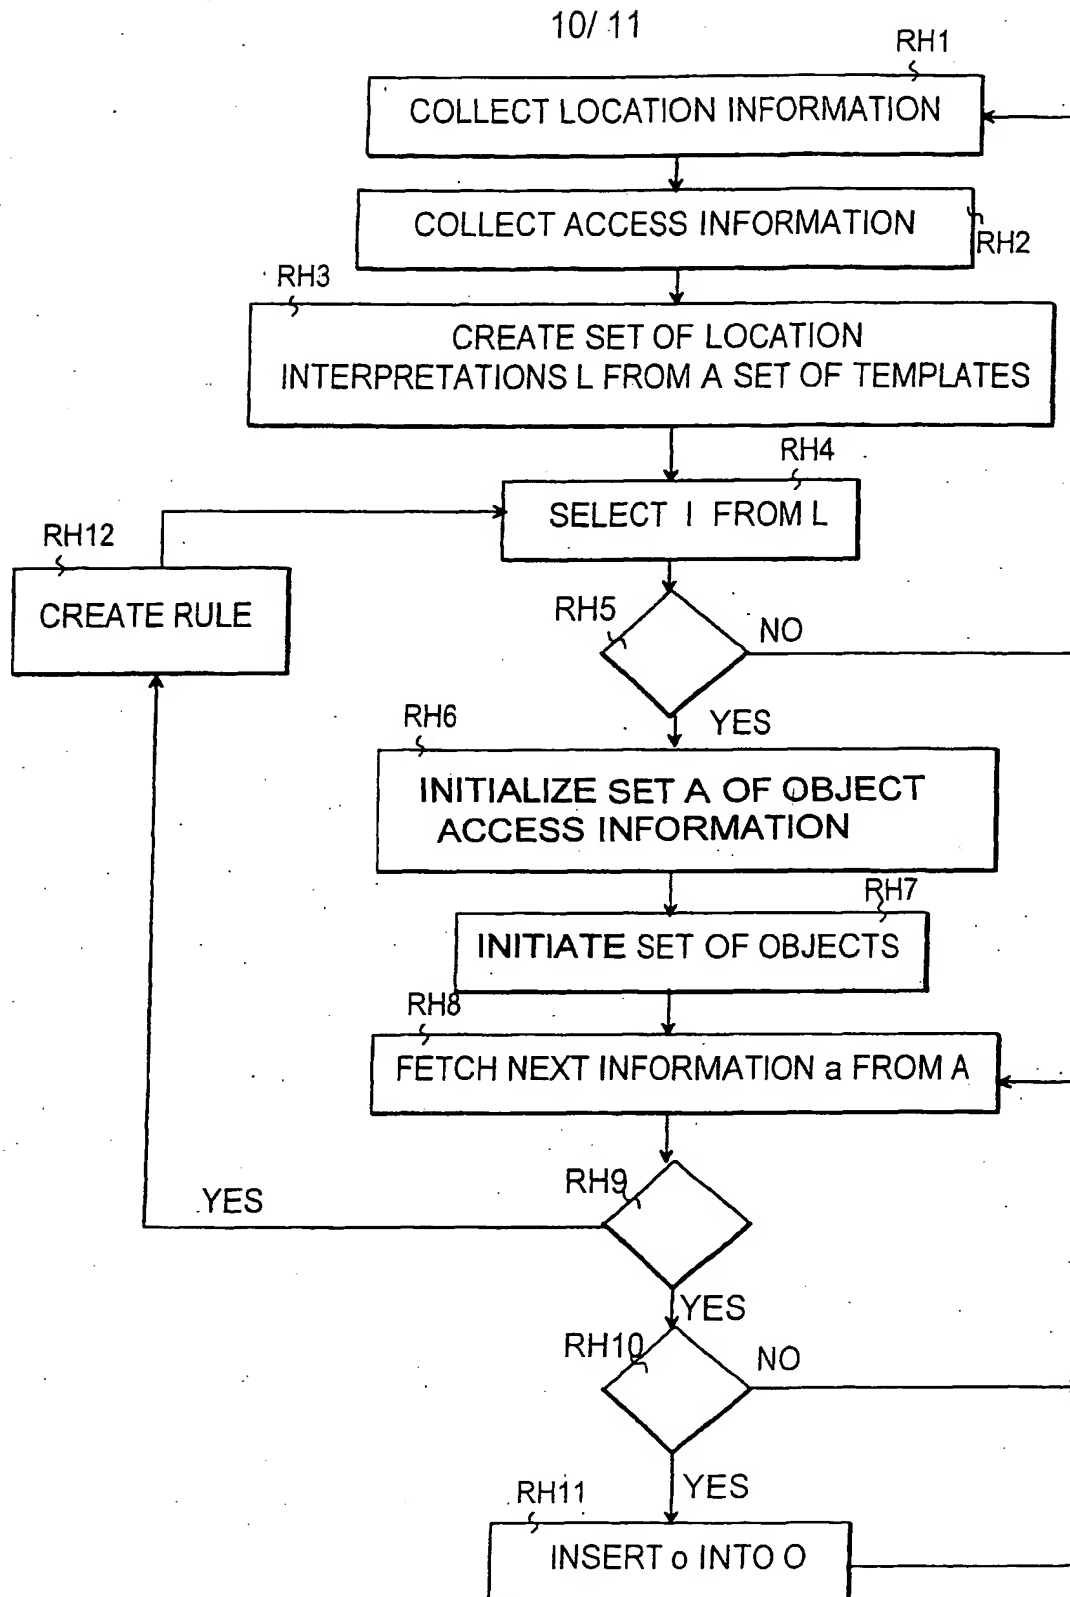 10/ 11
RH1
COLLECT LOCATION INFORMATION
COLLECT ACCESS INFORMATION
RH2
RH3
CREATE SET OF LOCATION
INTERPRETATIONS L FROM A SET OF TEMPLATES
RH4
SELECT l FROM L
RH12
CREATE RULE
RH5
NO
YES
RH6
INITIALIZE SET A OF OBJECT
ACCESS INFORMATION
RH7
INITIATE SET OF OBJECTS
RH8
FETCH NEXT INFORMATION a FROM A
RH9
YES
YES
RH10
NO
YES
RH11
INSERT o INTO O